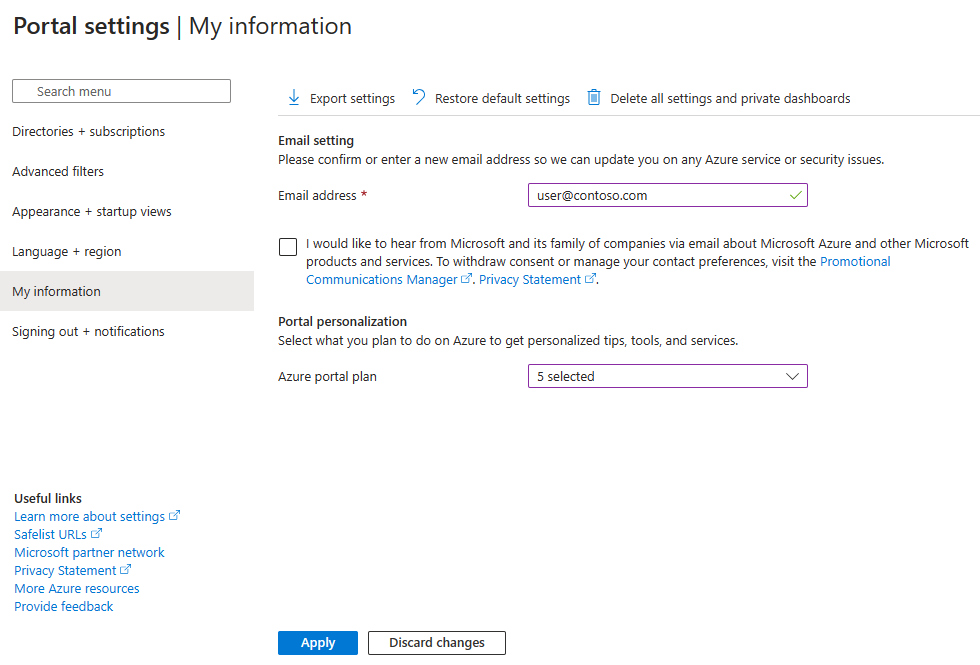 Portal settings | My information
Search menu
Directories + subscriptions
Advanced filters
Appearance + startup views
Language + region
My information
Signing out + notifications
Useful links
Learn more about settings
Safelist URLs
Microsoft partner network
Privacy Statement
More Azure resources
Provide feedback
Export settings
Restore default settings
Delete all settings and private dashboards
Email setting
Please confirm or enter a new email address so we can update you on any Azure service or security issues.
Email address *
user@contoso.com
I would like to hear from Microsoft and its family of companies via email about Microsoft Azure and other Microsoft
products and services. To withdraw consent or manage your contact preferences, visit the Promotional
Communications Manager . Privacy Statement .
Portal personalization
Select what you plan to do on Azure to get personalized tips, tools, and services.
Azure portal plan
5 selected
Apply
Discard changes